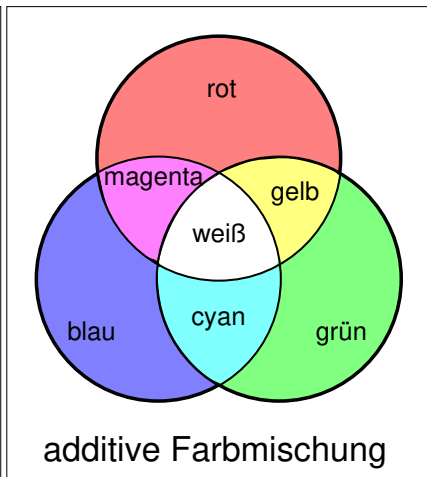 rot
magenta
gelb
weiß
blau
cyan
grün
additive Farbmischung